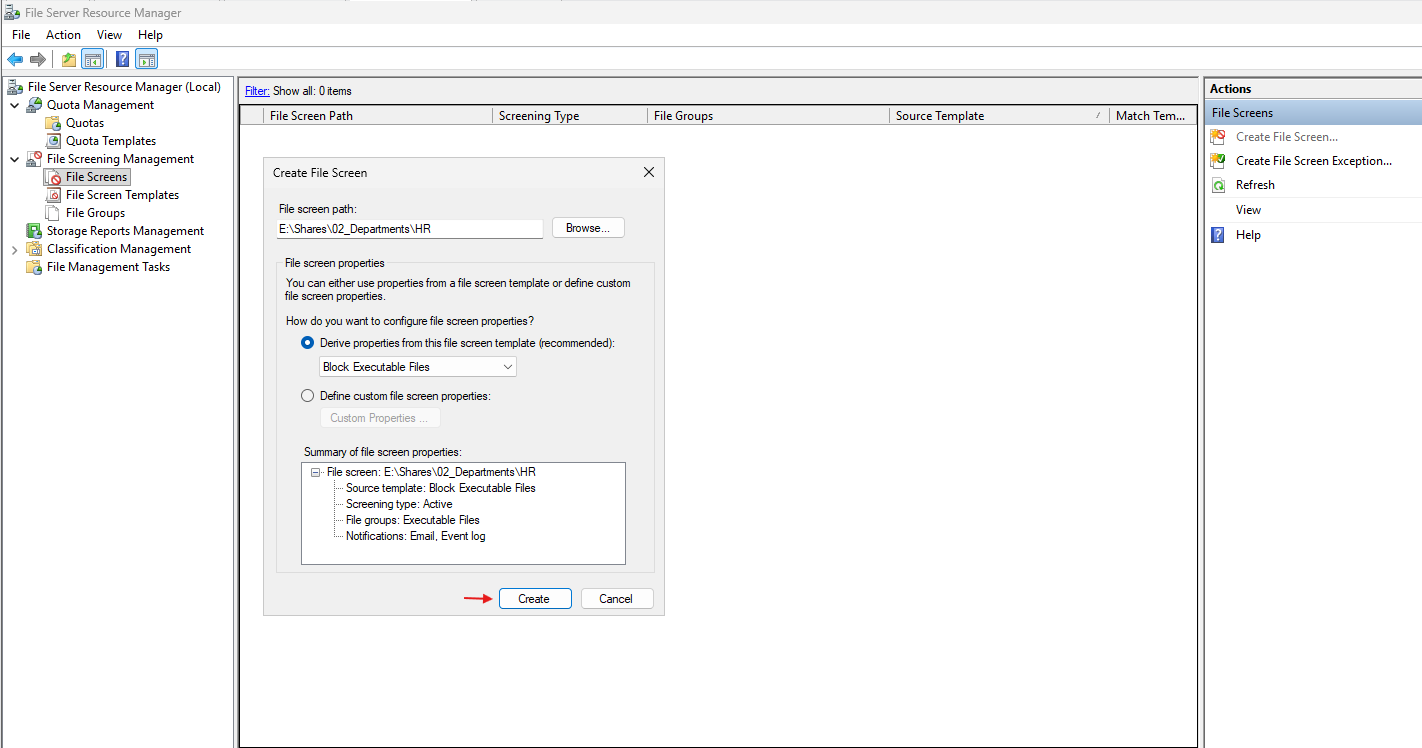 File Server Resource Manager
File Action View Help
File Server Resource Manager (Local)
Quota Management
Quotas
Quota Templates
File Screening Management
File Screens
File Screen Templates
File Groups
Storage Reports Management
Classification Management
File Management Tasks
Filter: Show all: 0 items
File Screen Path Screening Type File Groups Source Template Match Tem...
Create File Screen
File screen path:
E:\Shares\02_Departments\HR Browse...
File screen properties
You can either use properties from a file screen template or define custom
file screen properties.
How do you want to configure file screen properties?
Derive properties from this file screen template (recommended):
Block Executable Files
Define custom file screen properties:
Custom Properties ...
Summary of file screen properties:
File screen: E:\Shares\02_Departments\HR
Source template: Block Executable Files
Screening type: Active
File groups: Executable Files
Notifications: Email, Event log
Create Cancel
Actions
File Screens
Create File Screen...
Create File Screen Exception...
Refresh
View
Help